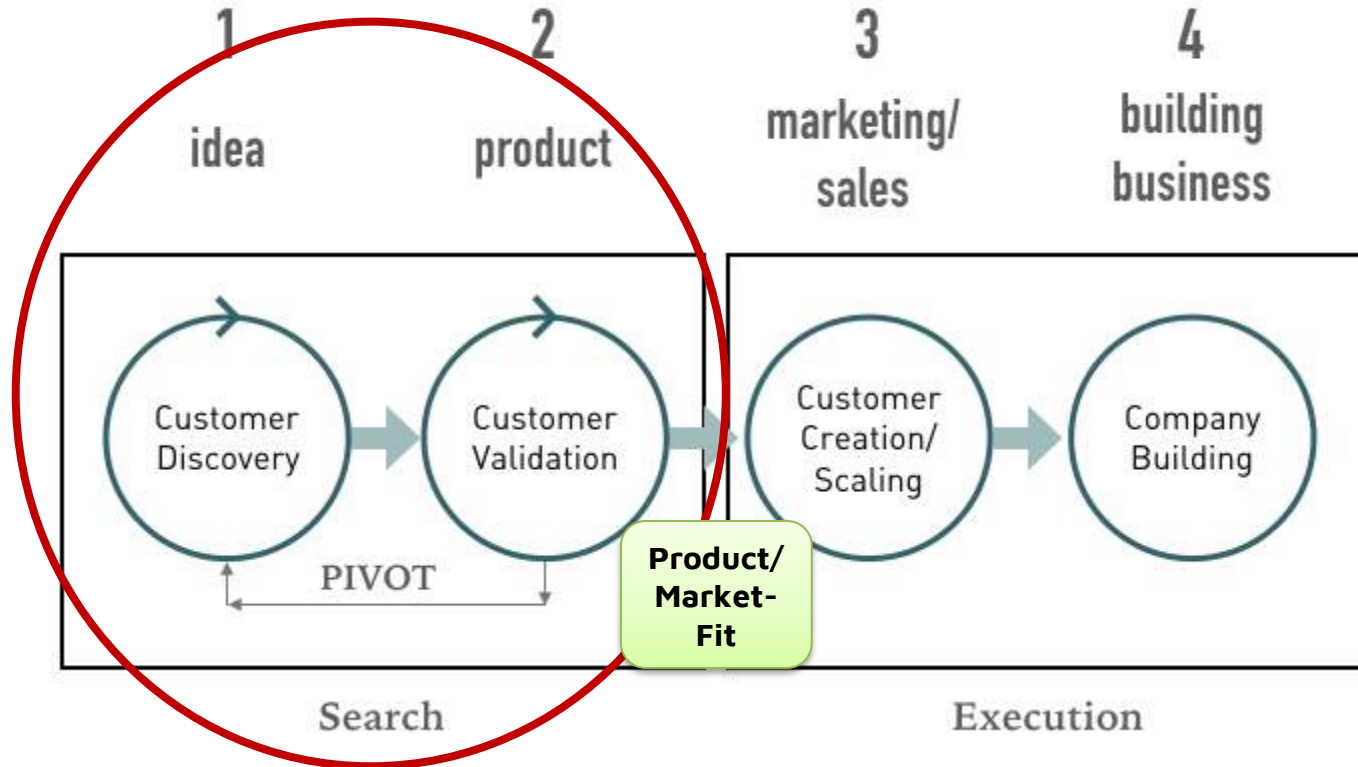 1
2
3
4
idea
product
marketing/
sales
building
business
Customer
Discovery
Customer
Validation
Customer
Creation/
Scaling
Company
Building
PIVOT
Product/
Market-
Fit
Search
Execution